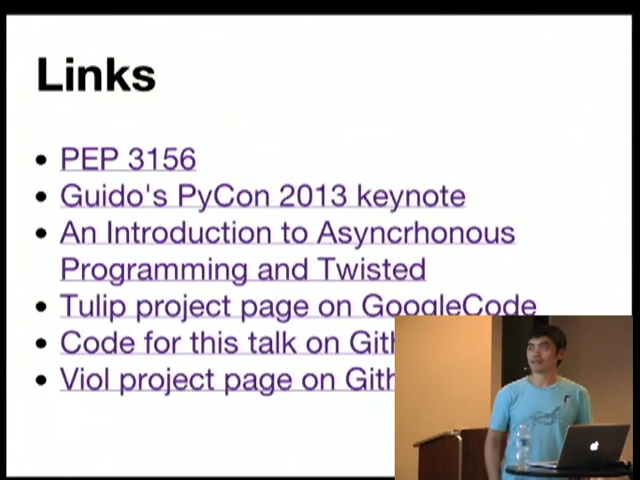 Links
PEP 3156
Guido's PyCon 2013 keynote
An Introduction to Asyncrhonous
Programming and Twisted
Tulip project page on GoogleCode
Code for this talk on Gith
Viol project page on Gith